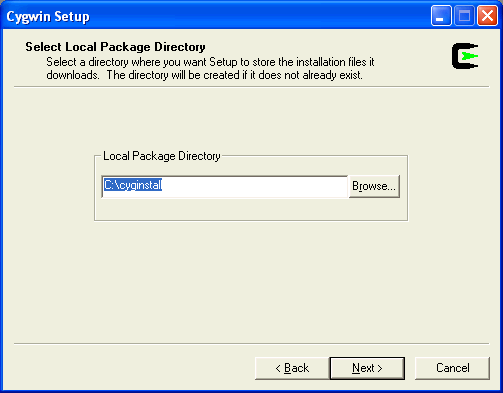 Cygwin Setup
Select Local Package Directory
Select a directory where you want Setup to store the installation files it
downloads. The directory will be created if it does not already exist.
Local Package Directory
C:\cyginstall
Browse...
< Back
Next >
Cancel